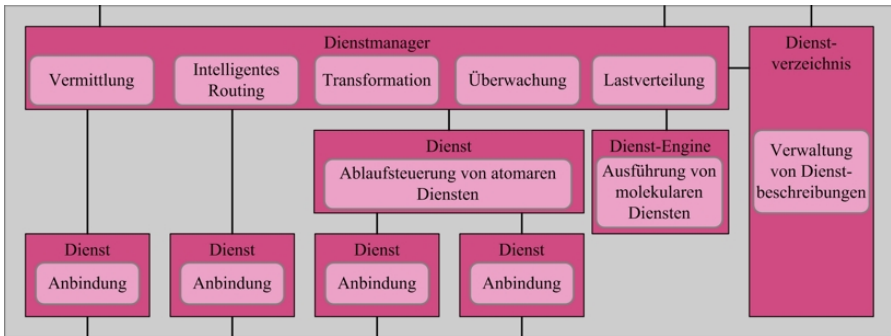 Dienstmanager
Vermittlung
Intelligentes
Routing
Transformation
Überwachung
Lastverteilung
Dienst-
verzeichnis
Verwaltung
von Dienst-
beschreibungen
Dienst
Ablaufsteuerung von atomaren
Diensten
Dienst-Engine
Ausführung von
molekularen
Diensten
Dienst
Anbindung
Dienst
Anbindung
Dienst
Anbindung
Dienst
Anbindung